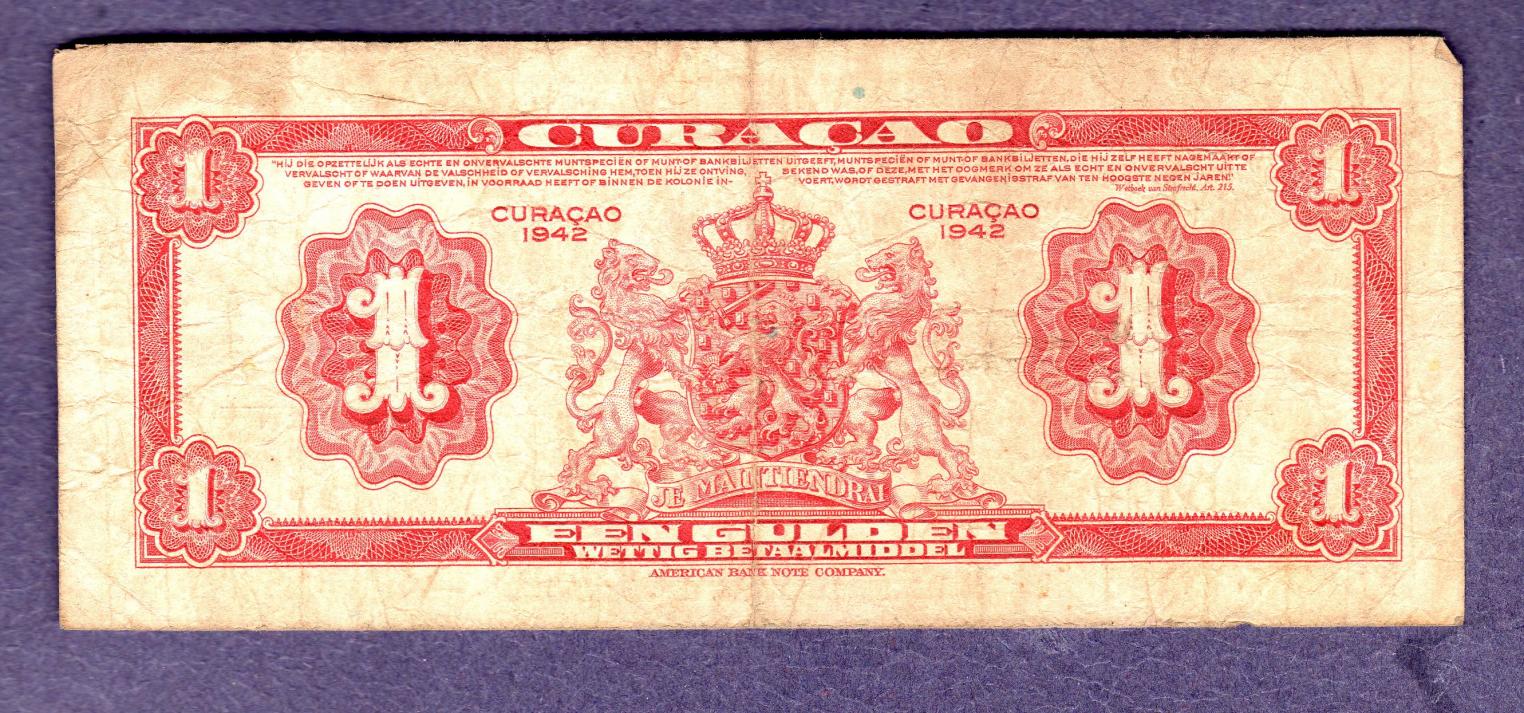 CURAÇAO
1
1
"HIJ DIE OPZETTELIJK ALS ECHTE EN ONVERVALSCHTE MUNTSPECIËN OF MUNT-OF BANKBILJETTEN UITGEEFT, MUNTSPECIËN OF MUNT-OF BANKBILJETTEN, DIE HIJ ZELF HEEFT NAGEMAAKT OF
VERVALSCHT OF WAARVAN DE VALSCHHEID OF VERVALSCHING HEM, TOEN HIJ ZE ONTVING, BEKEND WAS, OF DEZE, MET HET OOGMERK OM ZE ALS ECHT EN ONVERVALSCHT UIT TE
GEVEN OF TE DOEN UITGEVEN, IN VOORRAAD HEEFT OF BINNEN DE KOLONIE IN- VOERT, WORDT GESTRAFT MET GEVANGENISSTRAF VAN TEN HOOGSTE NEGEN JAREN."
Wetboek van Strafrecht. Art. 215.
CURAÇAO
1942
CURAÇAO
1942
1
1
JE MAINTIENDRAI
1
1
EEN GULDEN
WETTIG BETAALMIDDEL
AMERICAN BANK NOTE COMPANY.